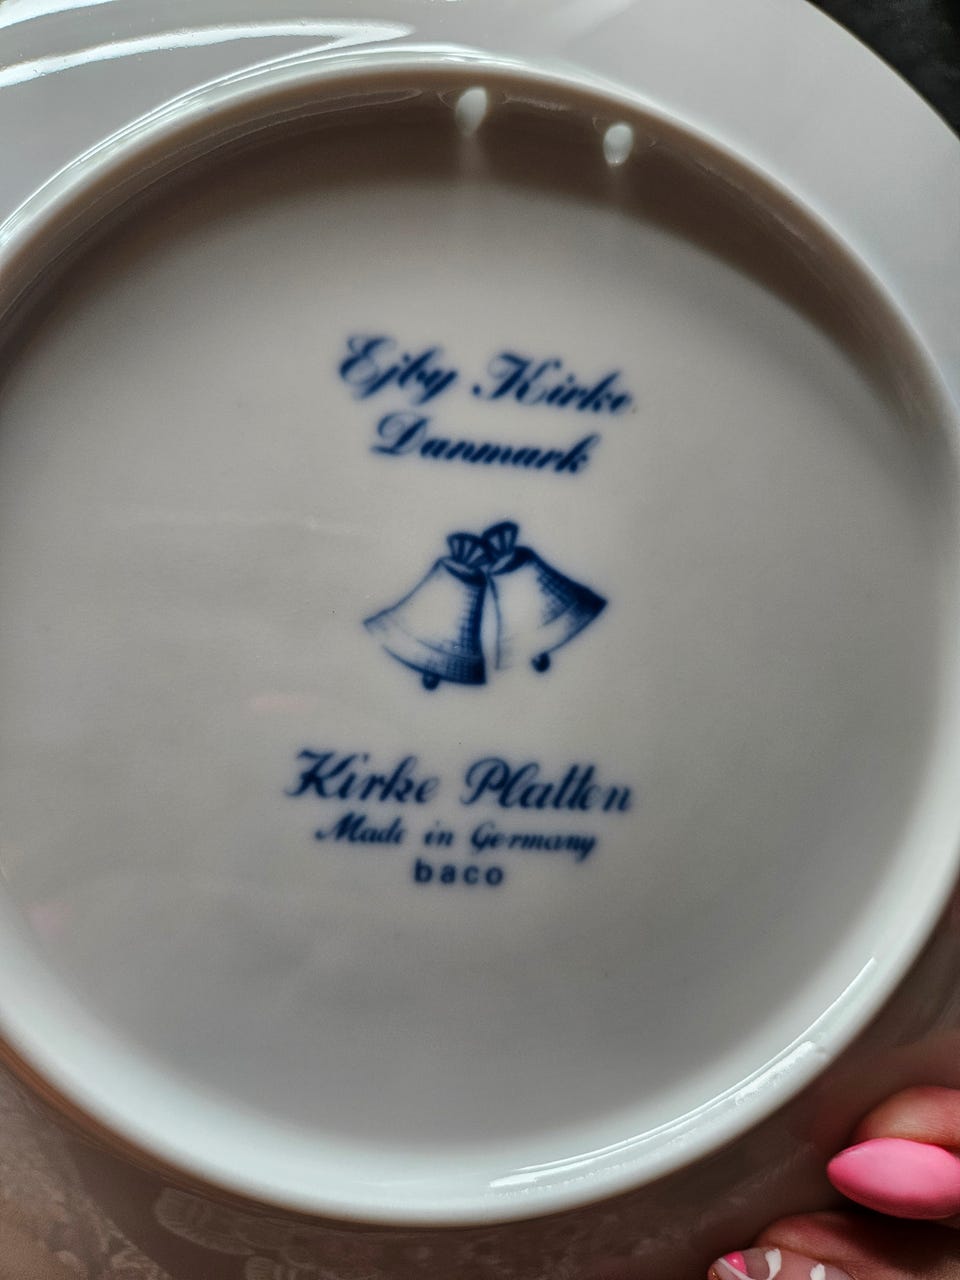 Ejby Kirke
Danmark
Kirke Platten
Made in Germany
baco